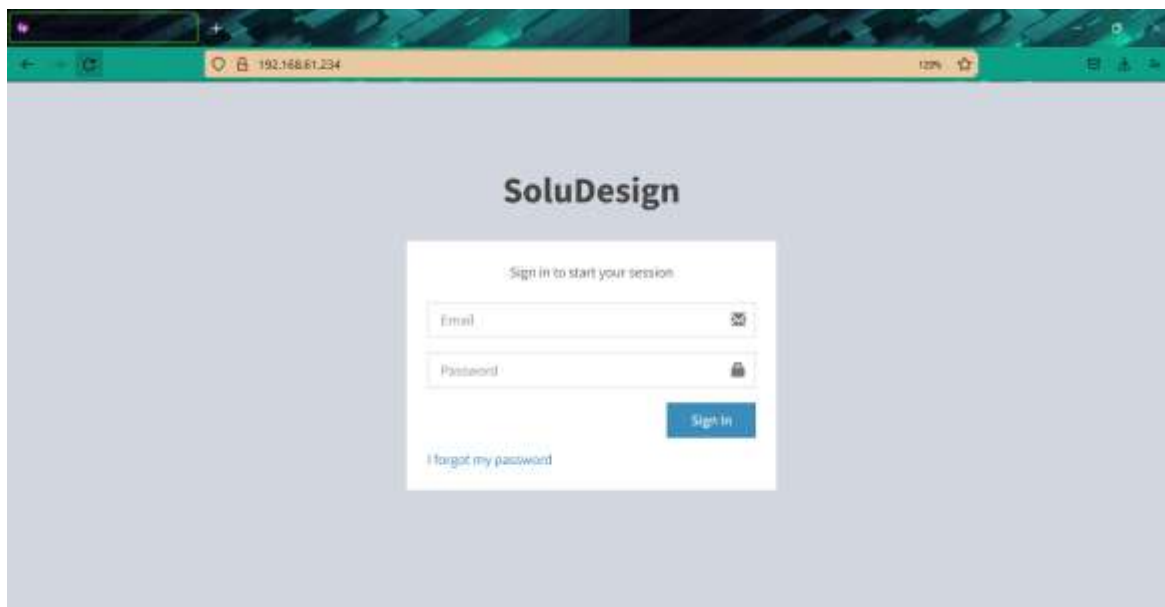 192.168.61.234
120%
SoluDesign
Sign in to start your session
Email
Password
Sign In
I forgot my password